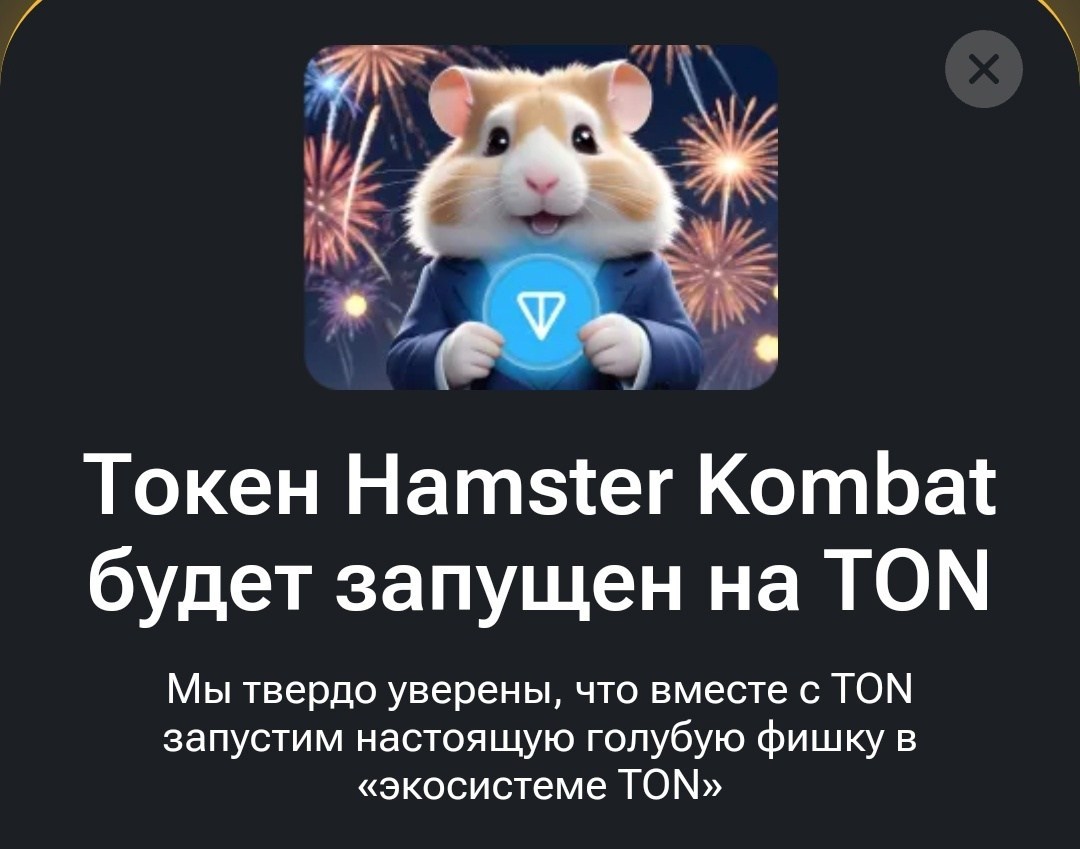 Токен Hamster Kombat
будет запущен на TON
Мы твердо уверены, что вместе с TON
запустим настоящую голубую фишку в
«экосистеме TON»